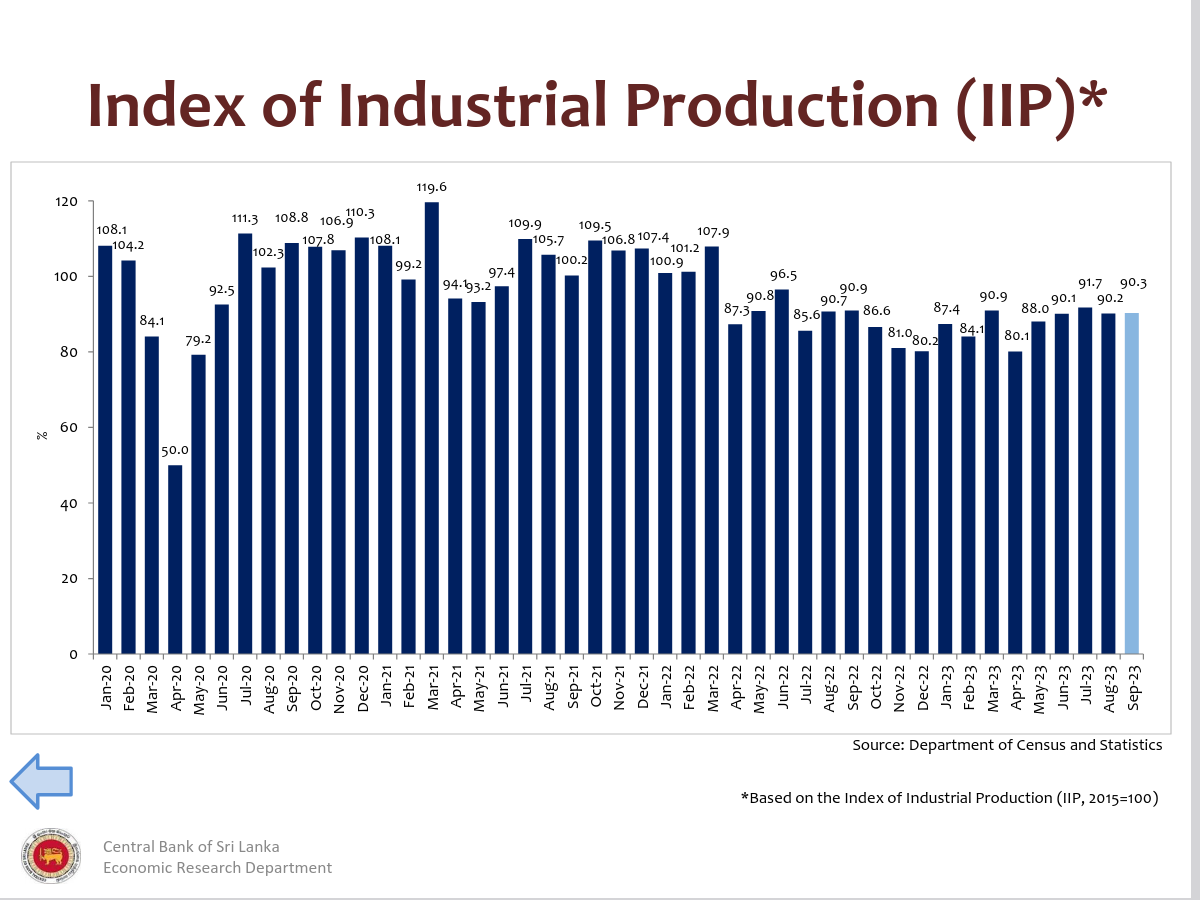 Index of Industrial Production (IIP)*
119.6
120
111.3
108.8
106.9
110.3
109.9
109.5
107.9
108.1
104.2
102.3
107.8
108.1
105.7
100.2
106.8
107.4
100.9
101.2
100
99.2
94.1
93.2
97.4
96.5
92.5
87.3
90.8
85.6
90.7
90.9
86.6
81.0
80.2
87.4
84.1
90.9
80.1
88.0
90.1
91.7
90.2
90.3
84.1
79.2
80
60
%
50.0
40
20
0
Jan-20
Feb-20
Mar-20
Apr-20
May-20
Jun-20
Jul-20
Aug-20
Sep-20
Oct-20
Nov-20
Dec-20
Jan-21
Feb-21
Mar-21
Apr-21
May-21
Jun-21
Jul-21
Aug-21
Sep-21
Oct-21
Nov-21
Dec-21
Jan-22
Feb-22
Mar-22
Apr-22
May-22
Jun-22
Jul-22
Aug-22
Sep-22
Oct-22
Nov-22
Dec-22
Jan-23
Feb-23
Mar-23
Apr-23
May-23
Jun-23
Jul-23
Aug-23
Sep-23
Source: Department of Census and Statistics
*Based on the Index of Industrial Production (IIP, 2015=100)
Central Bank of Sri Lanka
Economic Research Department